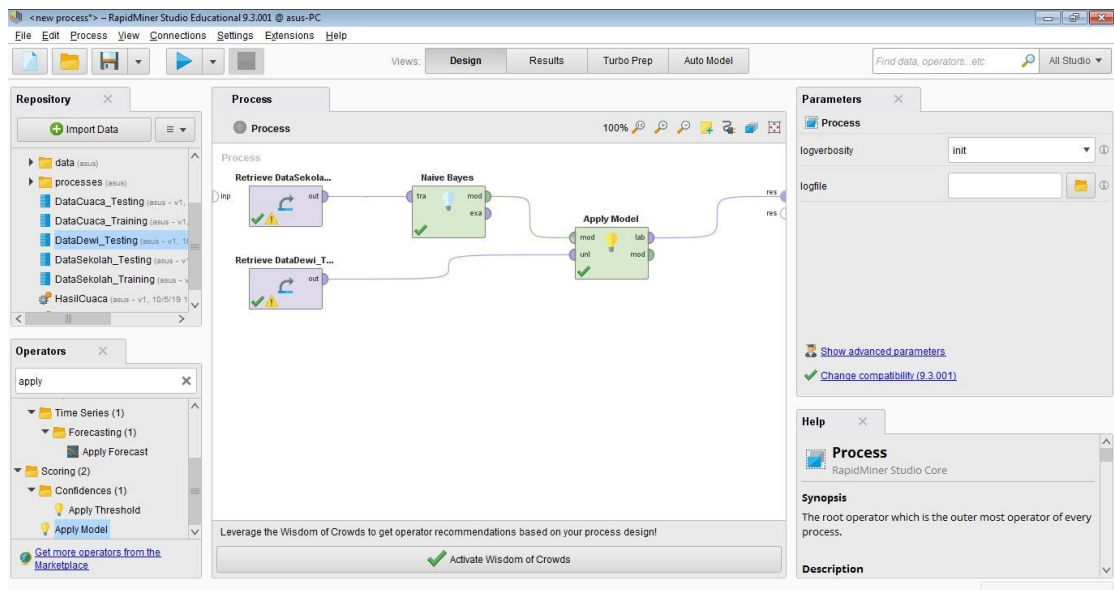 <new process*> – RapidMiner Studio Educational 9.3.001 @ asus-PC
File Edit Process View Connections Settings Extensions Help
Views: Design Results Turbo Prep Auto Model
Find data, operators...etc All Studio
Repository
Import Data
data (asus)
processes (asus)
DataCuaca_Testing (asus - v1,
DataCuaca_Training (asus - v1,
DataDewi_Testing (asus - v1, 1
DataSekolah_Testing (asus - v
DataSekolah_Training (asus -
HasilCuaca (asus - v1, 10/5/19 1
Operators
apply
Time Series (1)
Forecasting (1)
Apply Forecast
Scoring (2)
Confidences (1)
Apply Threshold
Apply Model
Get more operators from the
Marketplace
Process
Process
100%
Process
inp
Retrieve DataSekola...
out
Naive Bayes
tra mod
exa
Retrieve DataDewi_T...
out
Apply Model
mod lab
unl mod
res
res
Leverage the Wisdom of Crowds to get operator recommendations based on your process design!
Activate Wisdom of Crowds
Parameters
Process
logverbosity init
logfile
Show advanced parameters
Change compatibility (9.3.001)
Help
Process
RapidMiner Studio Core
Synopsis
The root operator which is the outer most operator of every
process.
Description